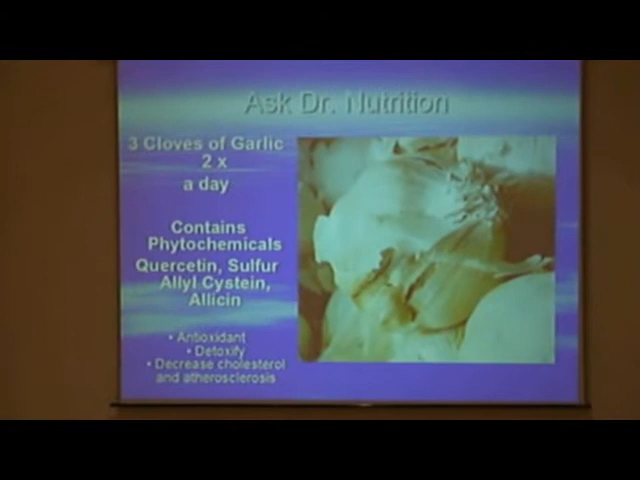 Ask Dr. Nutrition
3 Cloves of Garlic
2 x
a day
Contains
Phytochemicals
Quercetin, Sulfur
Allyl Cystein,
Allicin
• Antioxidant
• Detoxify
• Decrease cholesterol
and atherosclerosis